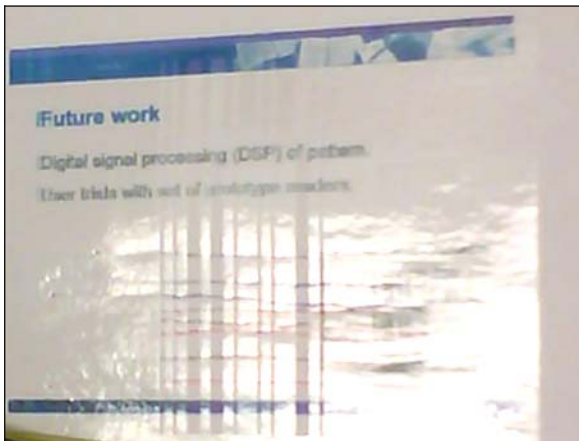 Future work
Digital signal processing (DSP) of pattern.
User trials with set of prototype readers.